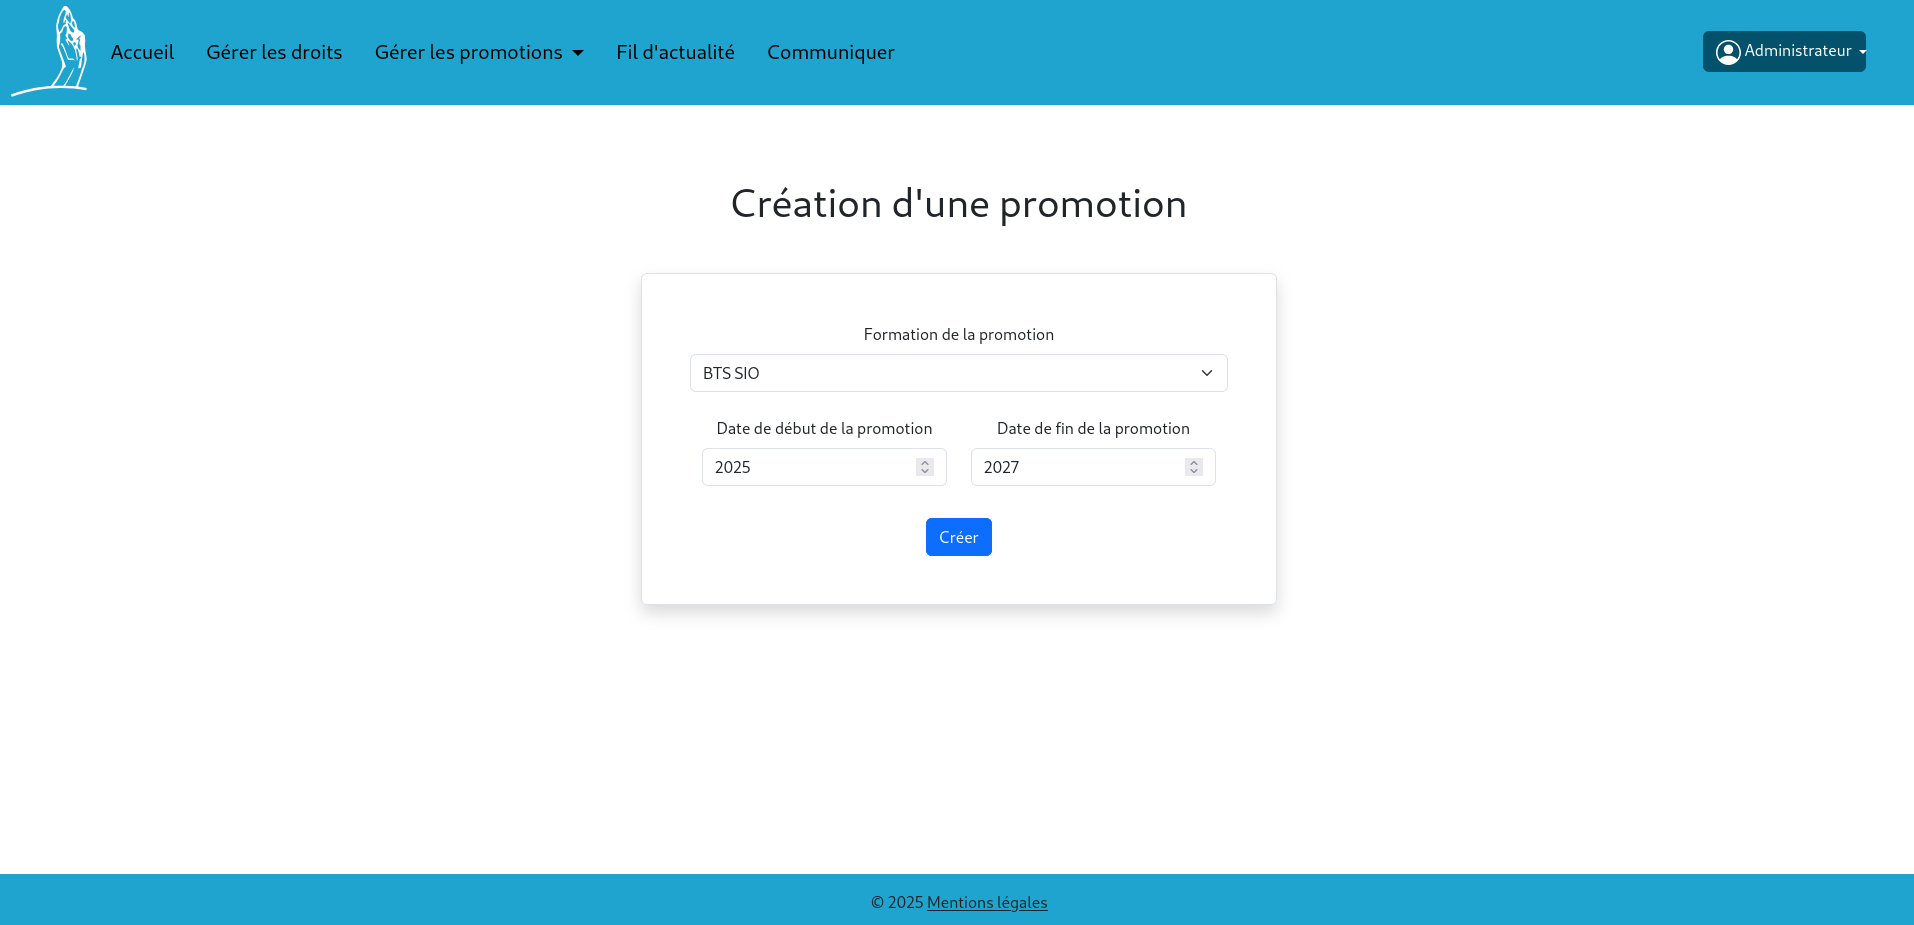 Accueil Gérer les droits Gérer les promotions Fil d'actualité Communiquer Administrateur
Création d'une promotion
Formation de la promotion
BTS SIO
Date de début de la promotion Date de fin de la promotion
2025 2027
Créer
© 2025 Mentions légales